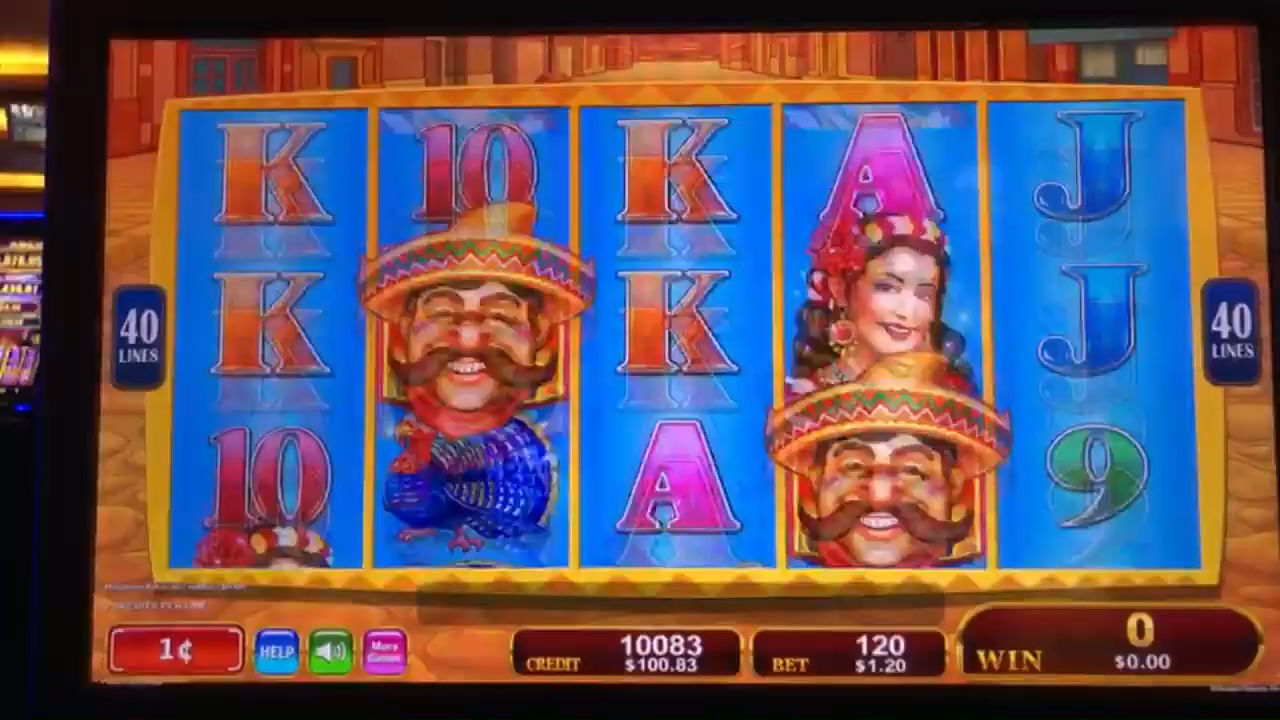 K 10 K A J
40 LINES K K J 40 LINES
10 A 9
1¢ HELP More Games CREDIT 10083 $100.83 BET 120 $1.20 WIN 0 $0.00